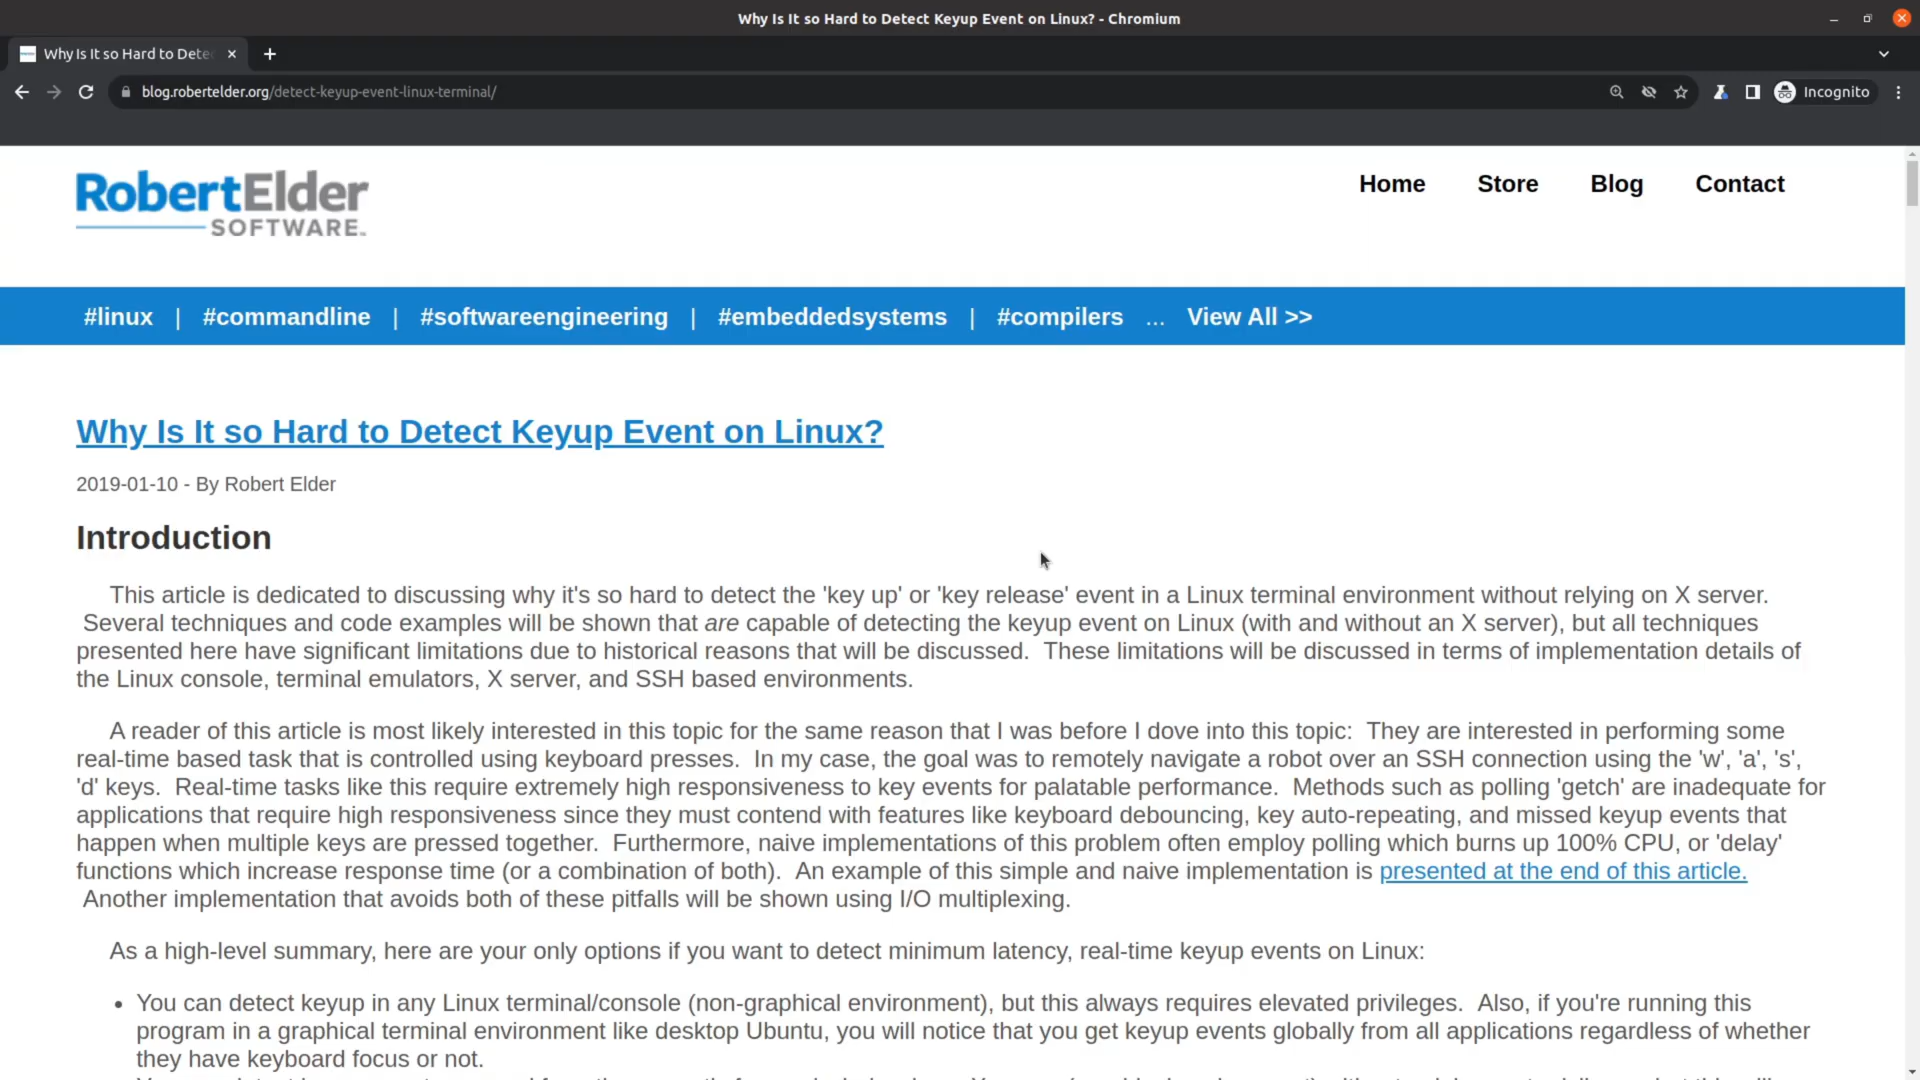 Why Is It so Hard to Detect Keyup Event on Linux? - Chromium
Why Is It so Hard to Dete
blog.robertelder.org/detect-keyup-event-linux-terminal/
Incognito
RobertElder
SOFTWARE
Home Store Blog Contact
#linux | #commandline | #softwareengineering | #embeddedsystems | #compilers ... View All >>
Why Is It so Hard to Detect Keyup Event on Linux?
2019-01-10 - By Robert Elder
Introduction
This article is dedicated to discussing why it's so hard to detect the 'key up' or 'key release' event in a Linux terminal environment without relying on X server.
Several techniques and code examples will be shown that are capable of detecting the keyup event on Linux (with and without an X server), but all techniques
presented here have significant limitations due to historical reasons that will be discussed. These limitations will be discussed in terms of implementation details of
the Linux console, terminal emulators, X server, and SSH based environments.
A reader of this article is most likely interested in this topic for the same reason that I was before I dove into this topic: They are interested in performing some
real-time based task that is controlled using keyboard presses. In my case, the goal was to remotely navigate a robot over an SSH connection using the 'w', 'a', 's',
'd' keys. Real-time tasks like this require extremely high responsiveness to key events for palatable performance. Methods such as polling 'getch' are inadequate for
applications that require high responsiveness since they must contend with features like keyboard debouncing, key auto-repeating, and missed keyup events that
happen when multiple keys are pressed together. Furthermore, naive implementations of this problem often employ polling which burns up 100% CPU, or 'delay'
functions which increase response time (or a combination of both). An example of this simple and naive implementation is presented at the end of this article.
Another implementation that avoids both of these pitfalls will be shown using I/O multiplexing.
As a high-level summary, here are your only options if you want to detect minimum latency, real-time keyup events on Linux:
• You can detect keyup in any Linux terminal/console (non-graphical environment), but this always requires elevated privileges. Also, if you're running this
program in a graphical terminal environment like desktop Ubuntu, you will notice that you get keyup events globally from all applications regardless of whether
they have keyboard focus or not.